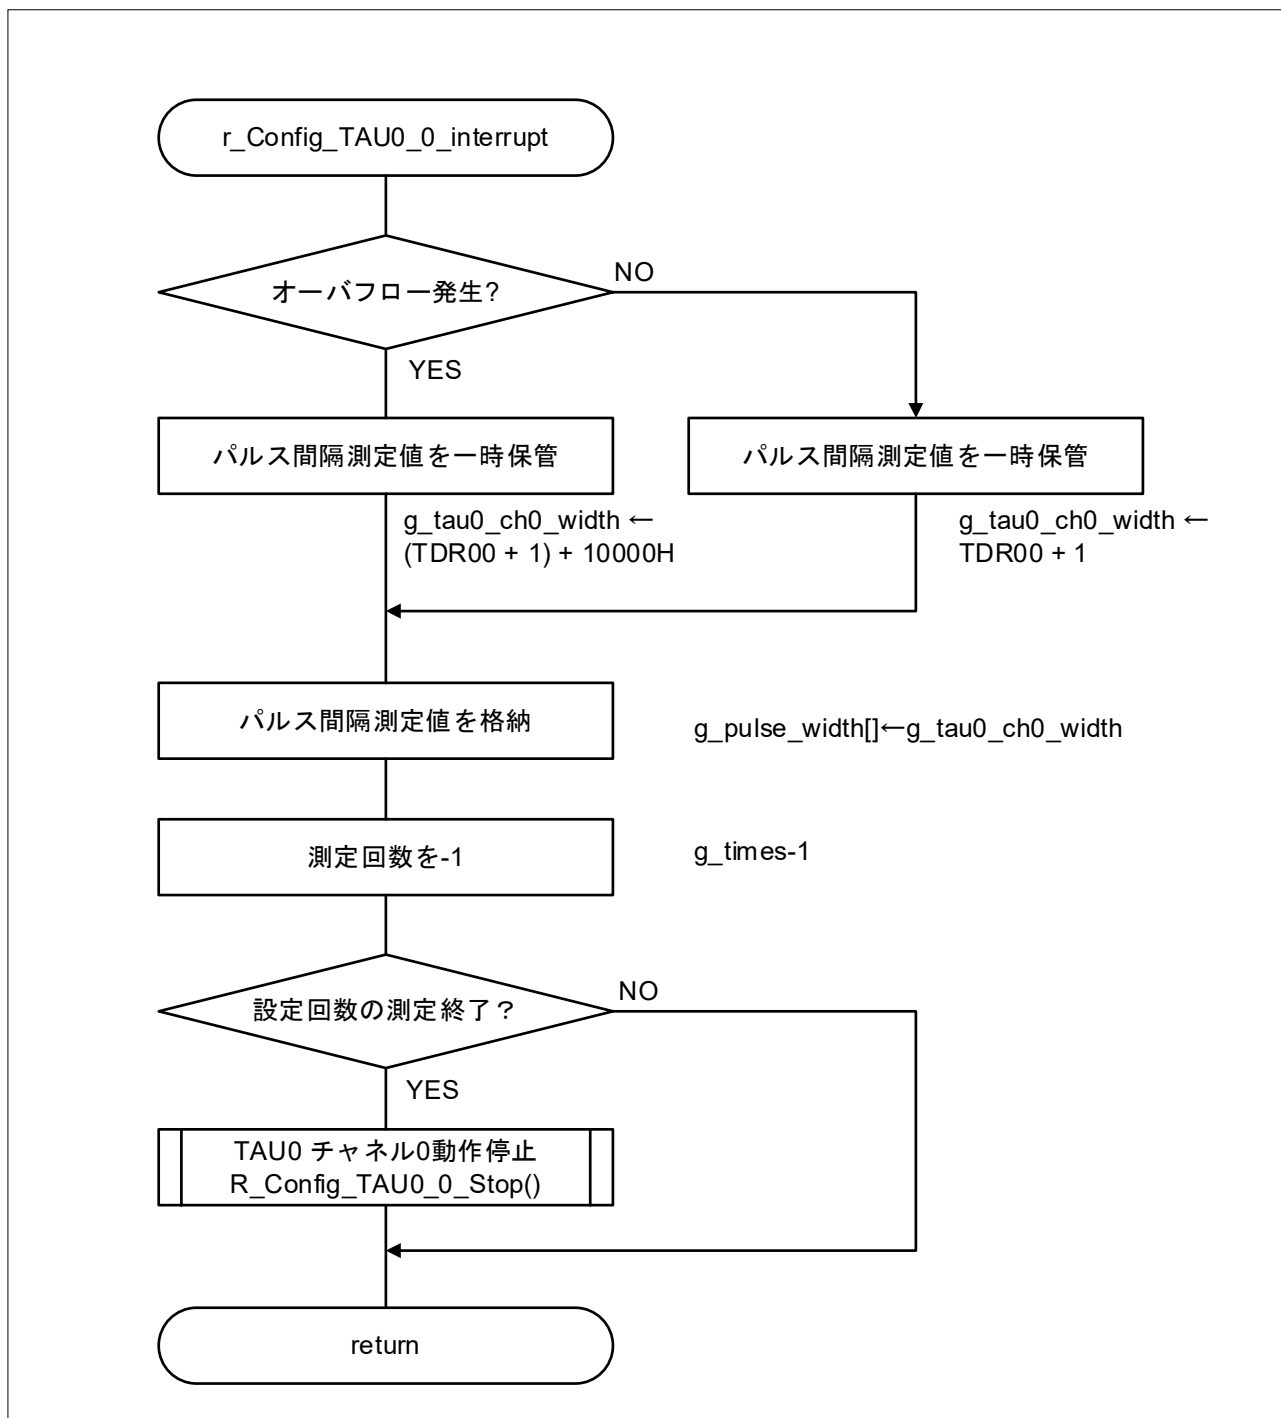 r_Config_TAU0_0_interrupt
オーバフロー発生?
NO
YES
パルス間隔測定値を一時保管
パルス間隔測定値を一時保管
g_tau0_ch0_width ←
(TDR00 + 1) + 10000H
g_tau0_ch0_width ←
TDR00 + 1
パルス間隔測定値を格納
g_pulse_width[]←g_tau0_ch0_width
測定回数を-1
g_times-1
設定回数の測定終了？
NO
YES
TAU0 チャネル0動作停止
R_Config_TAU0_0_Stop()
return